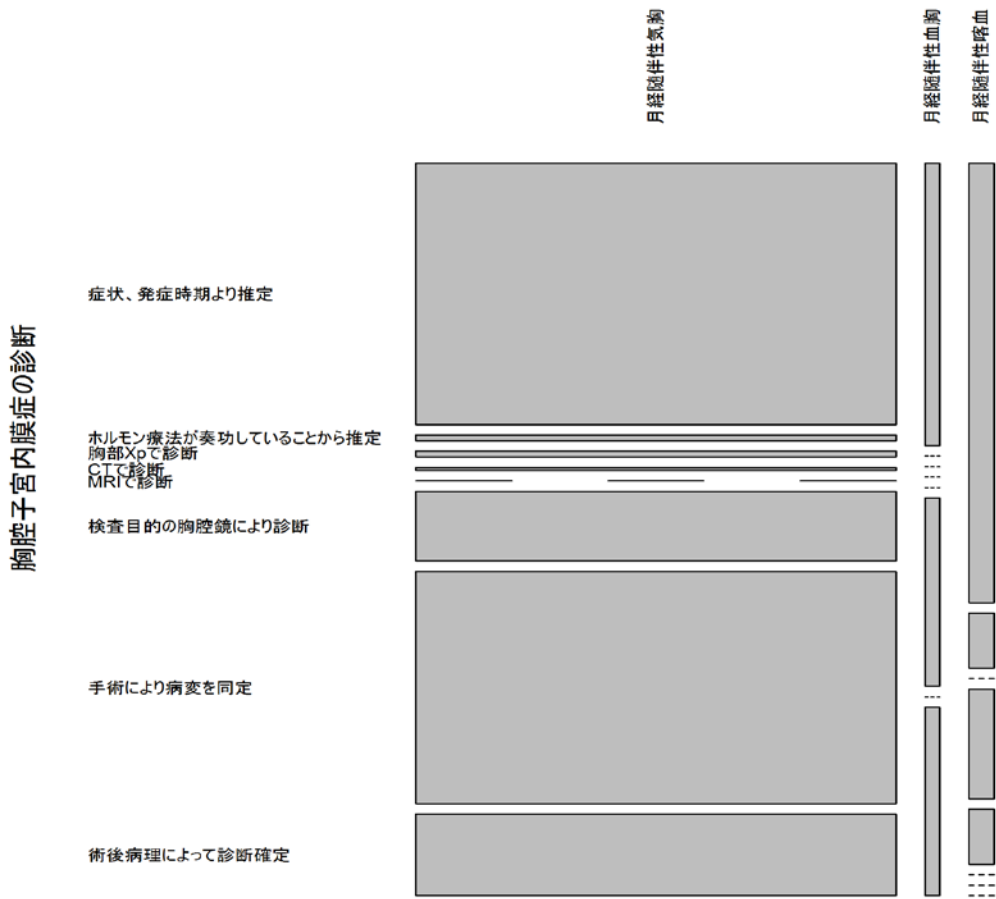 月経随伴性気胸
月経随伴性血胸
月経随伴性喀血
胸腔子宮内膜症の診断
症状、発症時期より推定
ホルモン療法が奏功していることから推定
胸部Xpで診断
CTで診断
MRIで診断
検査目的の胸腔鏡により診断
手術により病変を同定
術後病理によって診断確定